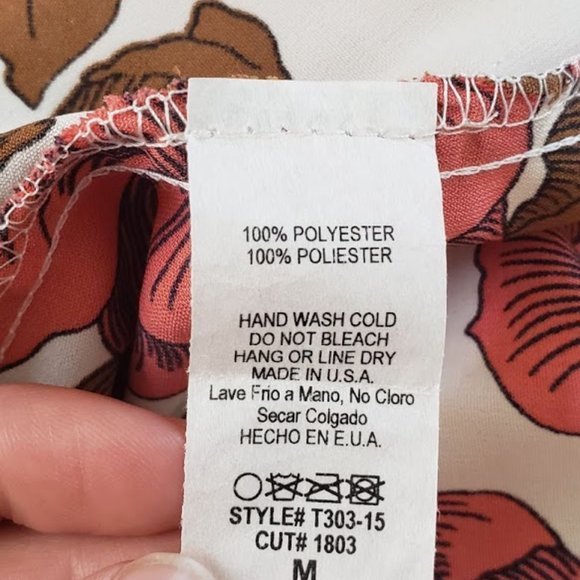 100% POLYESTER
100% POLIESTER
HAND WASH COLD
DO NOT BLEACH
HANG OR LINE DRY
MADE IN U.S.A.
Lave Frio a Mano, No Cloro
Secar Colgado
HECHO EN E.U.A.
STYLE# T303-15
CUT# 1803
M